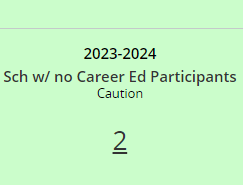 2023-2024
Sch w/ no Career Ed Participants
Caution
2